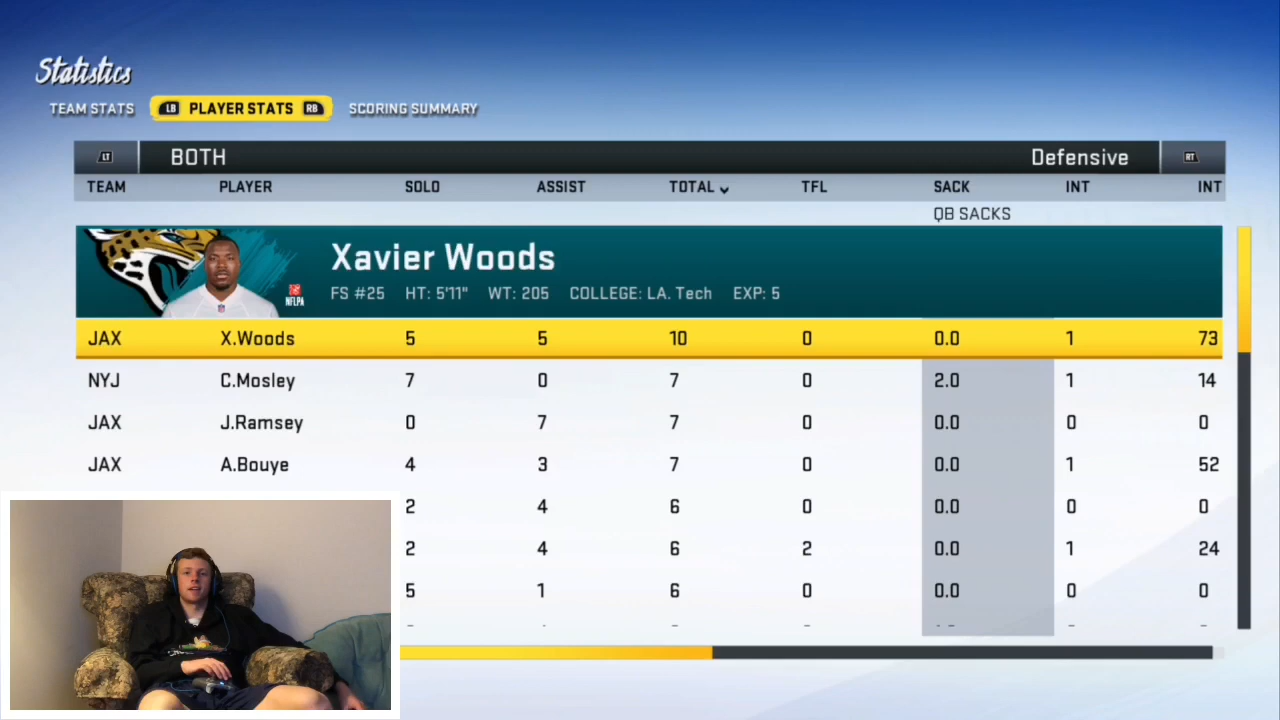 Statistics
TEAM STATS LB PLAYER STATS RB SCORING SUMMARY
LT BOTH Defensive RT
TEAM PLAYER SOLO ASSIST TOTAL TFL SACK INT INT
QB SACKS
Xavier Woods
FS #25 HT: 5'11" WT: 205 COLLEGE: LA. Tech EXP: 5
NFLPA
JAX X.Woods 5 5 10 0 0.0 1 73
NYJ C.Mosley 7 0 7 0 2.0 1 14
JAX J.Ramsey 0 7 7 0 0.0 0 0
JAX A.Bouye 4 3 7 0 0.0 1 52
2 4 6 0 0.0 0 0
2 4 6 2 0.0 1 24
5 1 6 0 0.0 0 0